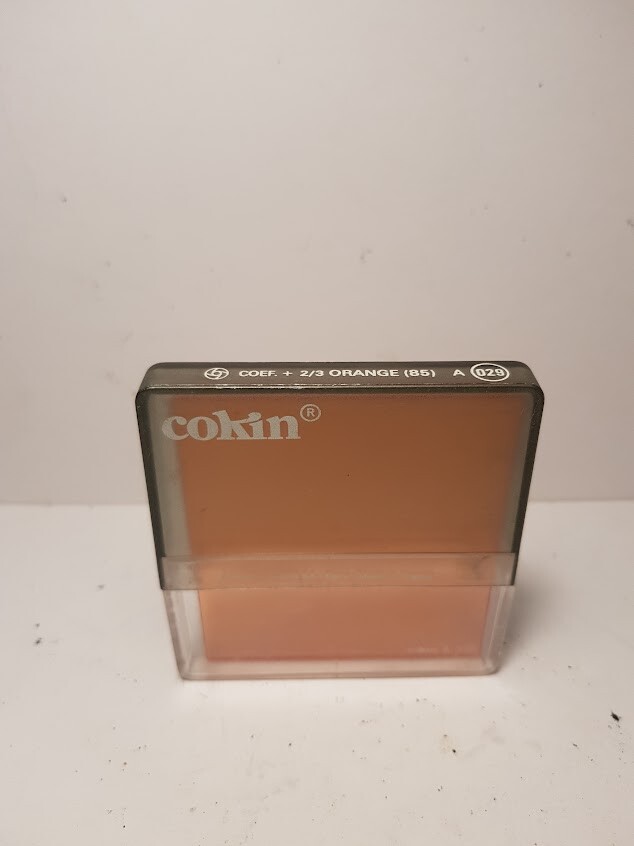 COEF. + 2/3 ORANGE (85) A 029
cokin®